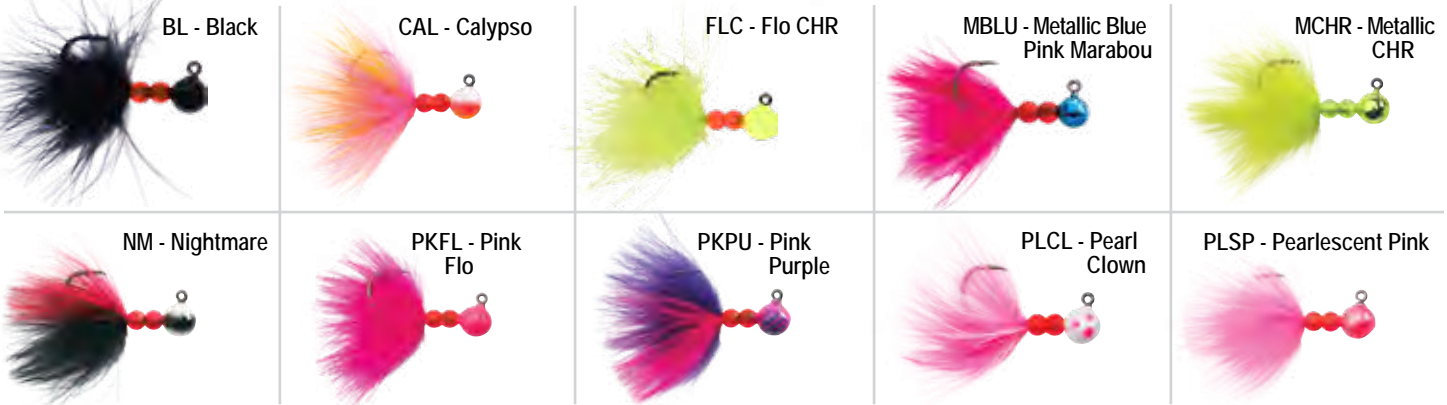 BL - Black
CAL - Calypso
FLC - Flo CHR
MBLU - Metallic Blue
Pink Marabou
MCHR - Metallic
CHR
NM - Nightmare
PKFL - Pink
Flo
PKPU - Pink
Purple
PLCL - Pearl
Clown
PLSP - Pearlescent Pink